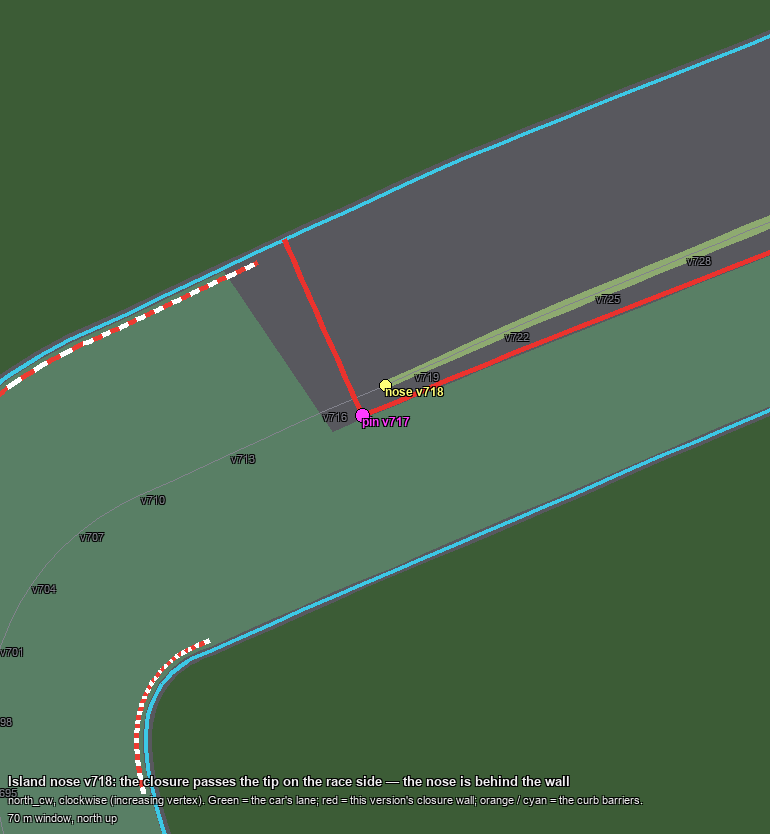 v728
v725
v722
v719
nose v718
v716
pin v717
v713
v710
v707
v704
v701
98
Island nose v718: the closure passes the tip on the race side — the nose is behind the wall
695
north_cw, clockwise (increasing vertex). Green = the car's lane; red = this version's closure wall; orange / cyan = the curb barriers.
70 m window, north up